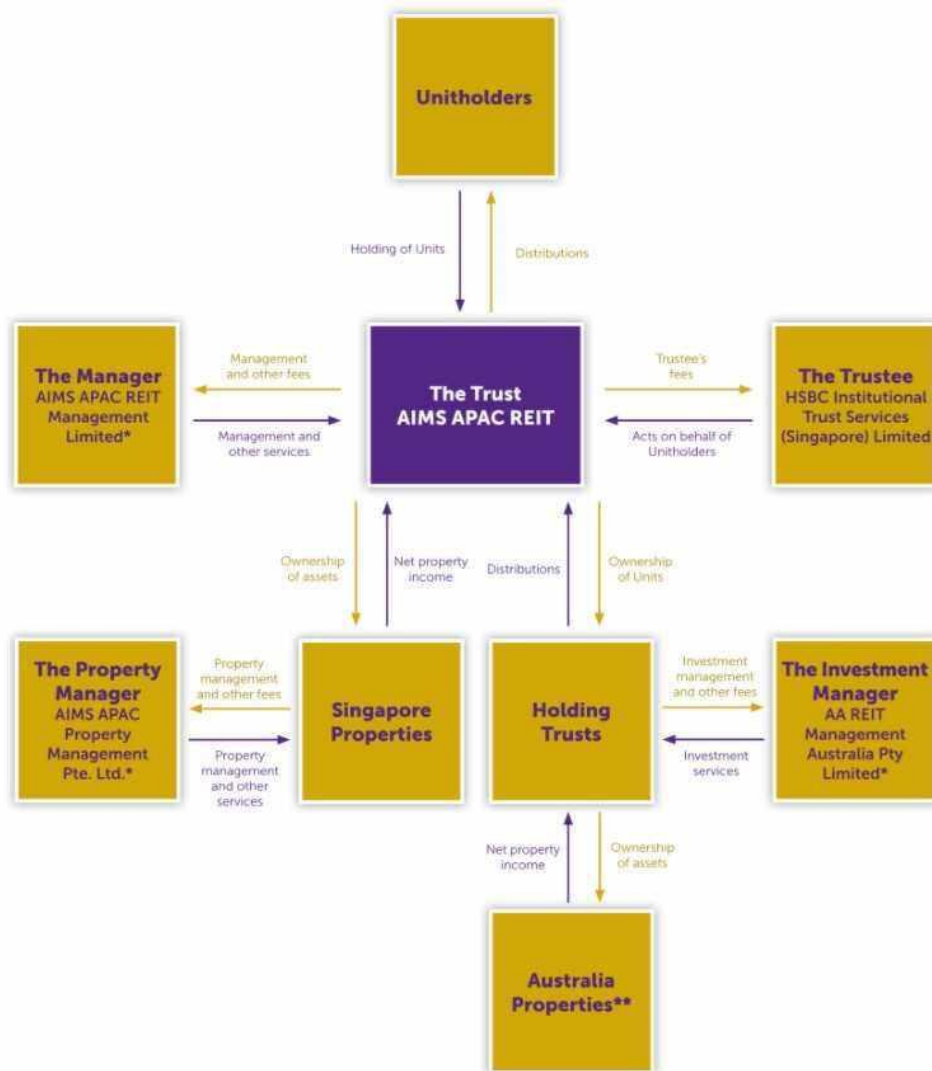 Unitholders
Holding of Units
Distributions
The Manager
AIMS APAC REIT
Management
Limited*
Management
and other fees
Management and
other services
The Trust
AIMS APAC REIT
Trustee's
fees
Acts on behalf of
Unitholders
The Trustee
HSBC Institutional
Trust Services
(Singapore) Limited
Ownership
of assets
Net property
income
Distributions
Ownership
of Units
The Property
Manager
AIMS APAC
Property
Management
Pte. Ltd.*
Property
management
and other fees
Property
management
and other
services
Singapore
Properties
Holding
Trusts
Investment
management
and other fees
Investment
services
The Investment
Manager
AA REIT
Management
Australia Pty
Limited*
Net property
income
Ownership
of assets
Australia
Properties**